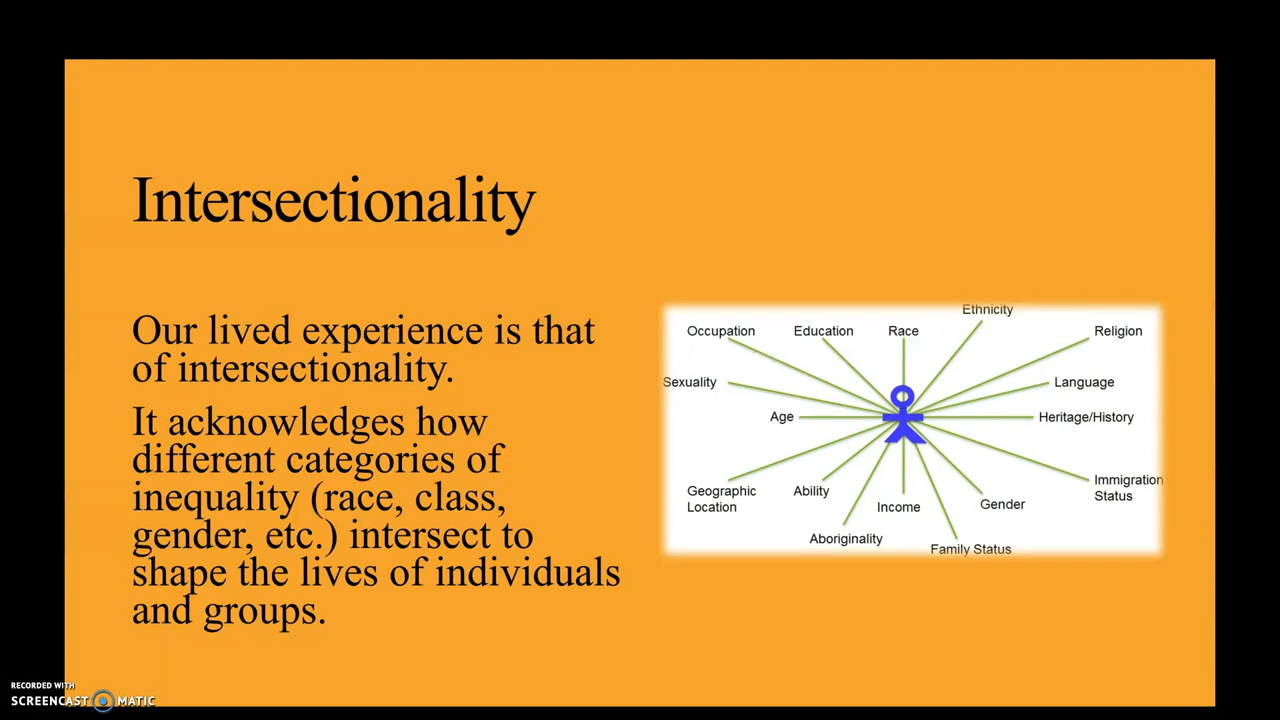 Intersectionality
Our lived experience is that
of intersectionality.
It acknowledges how
different categories of
inequality (race, class,
gender, etc.) intersect to
shape the lives of individuals
and groups.
Ethnicity
Occupation
Education
Race
Religion
Sexuality
Language
Age
Heritage/History
Geographic
Location
Ability
Income
Gender
Immigration
Status
Aboriginality
Family Status
RECORDED WITH
SCREENCAST MATIC